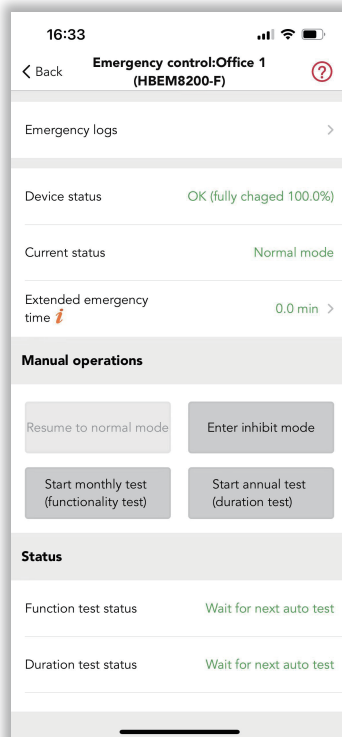 16:33
Back
Emergency control:Office 1
(HBEM8200-F)
?
Emergency logs
Device status
OK (fully chaged 100.0%)
Current status
Normal mode
Extended emergency
time i
0.0 min
Manual operations
Resume to normal mode
Enter inhibit mode
Start monthly test
(functionality test)
Start annual test
(duration test)
Status
Function test status
Wait for next auto test
Duration test status
Wait for next auto test